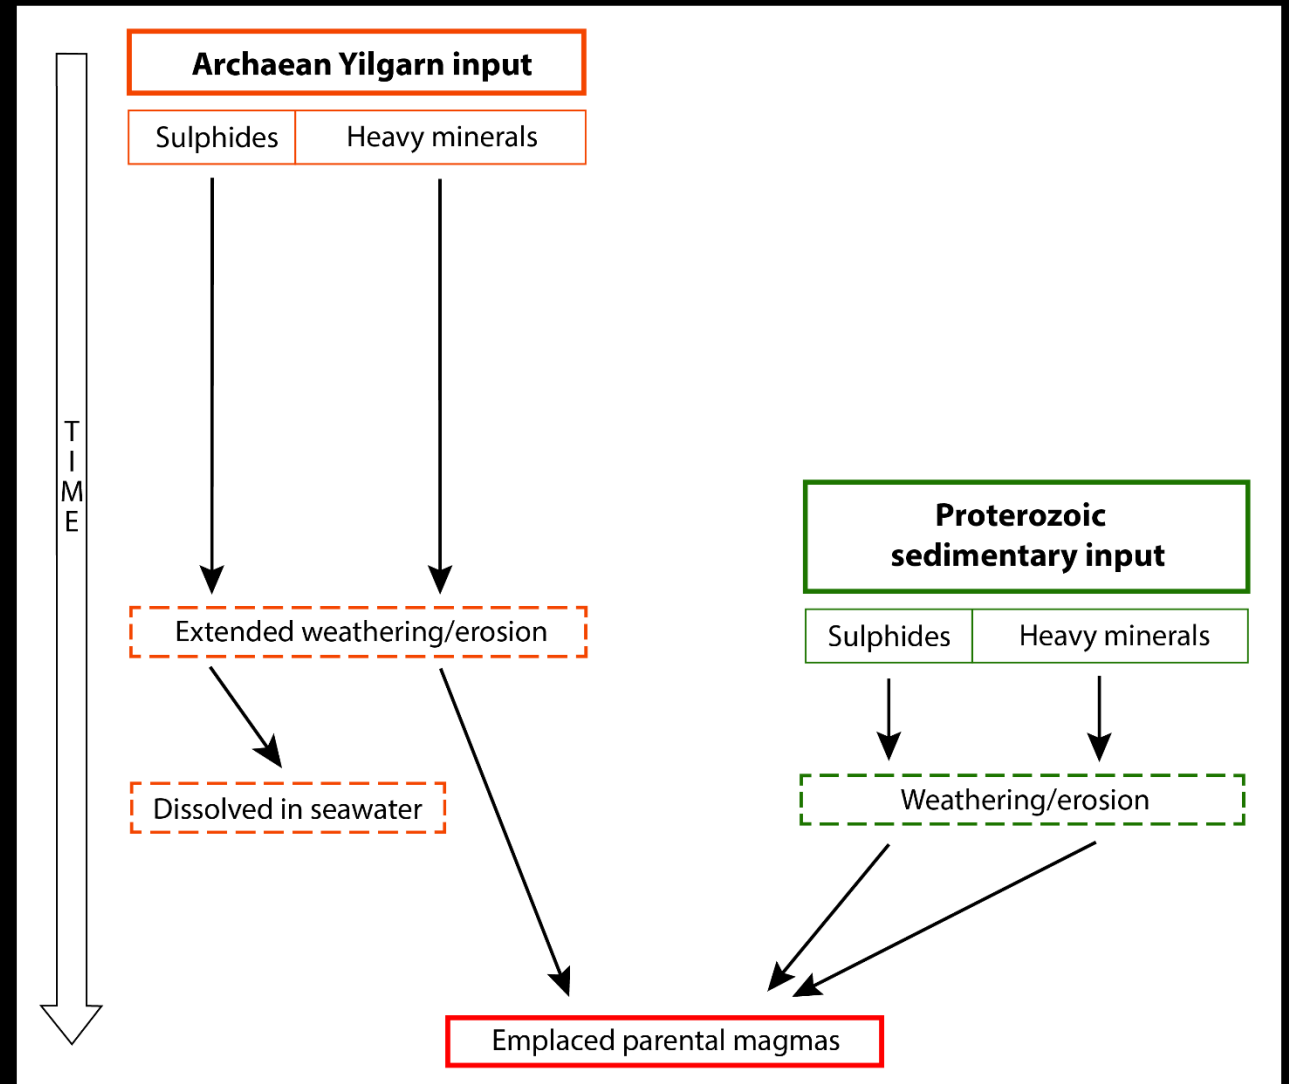 Archaean Yilgarn input
Sulphides
Heavy minerals
TIME
Proterozoic
sedimentary input
Extended weathering/erosion
Sulphides
Heavy minerals
Dissolved in seawater
Weathering/erosion
Emplaced parental magmas